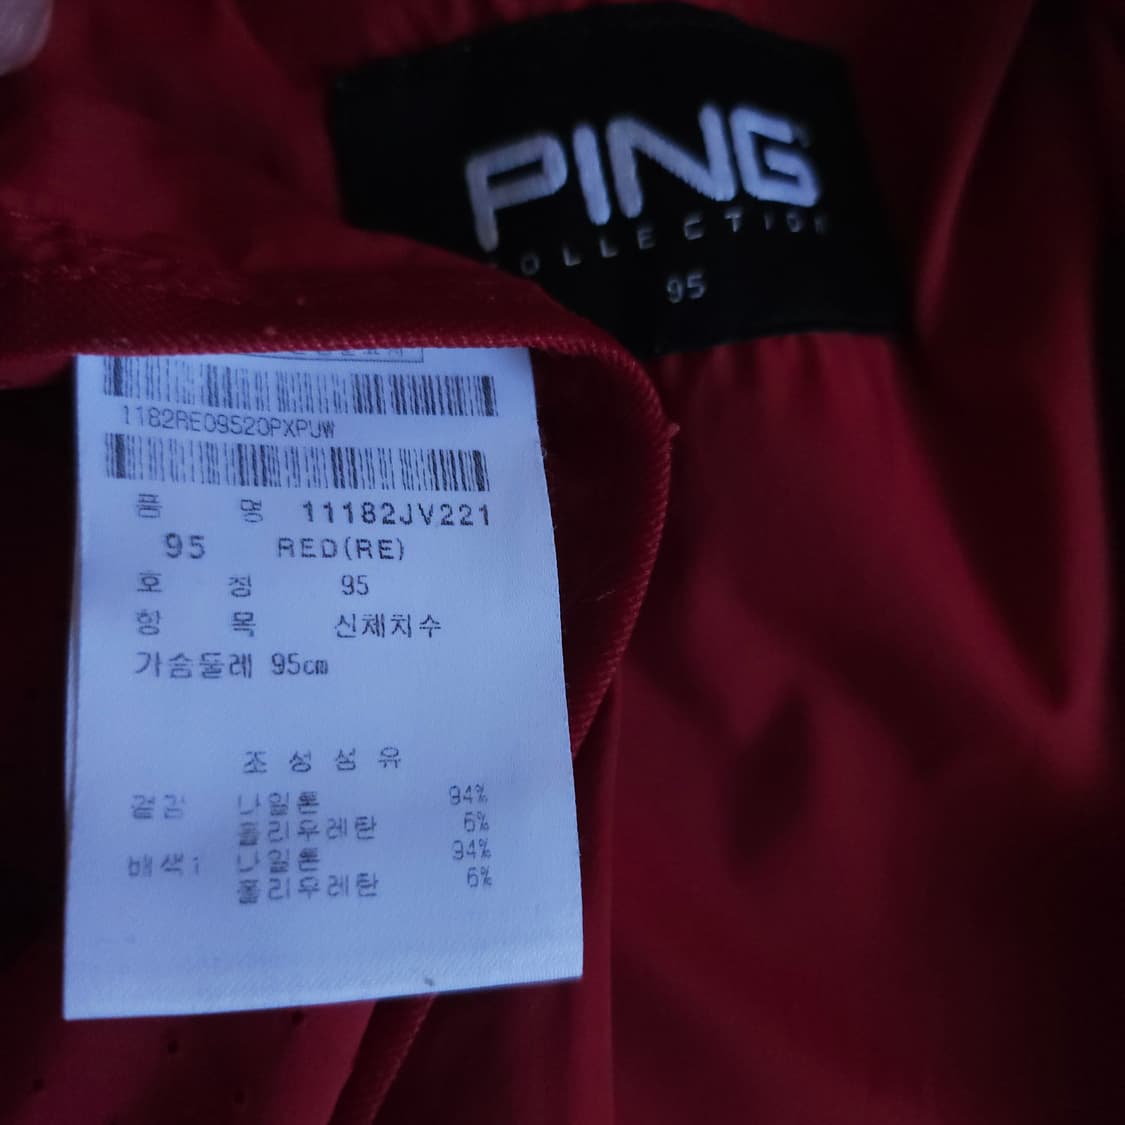 PING
COLLECTION
95
1182RE09520PXPUW
품 명 11182JV221
95 RED(RE)
호 칭 95
항 목 신체치수
가슴둘레 95cm
조 성 섬 유
겉감 나일론 94%
폴리우레탄 6%
배색1 나일론 94%
폴리우레탄 6%